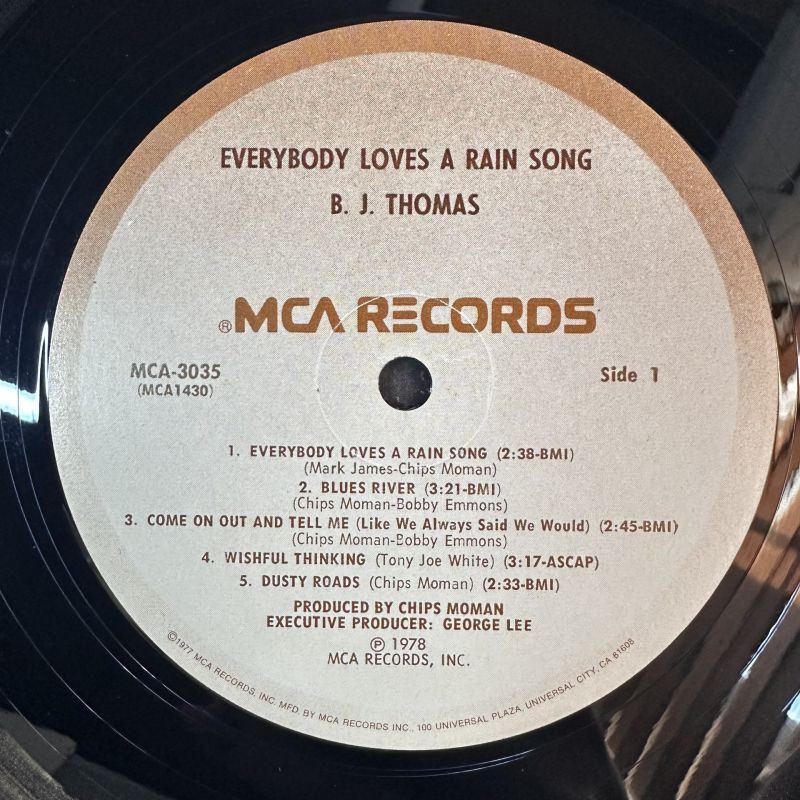 EVERYBODY LOVES A RAIN SONG
B. J. THOMAS
®MCA RECORDS
MCA-3035
(MCA1430)
Side 1
1. EVERYBODY LOVES A RAIN SONG (2:38-BMI)
(Mark James-Chips Moman)
2. BLUES RIVER (3:21-BMI)
(Chips Moman-Bobby Emmons)
3. COME ON OUT AND TELL ME (Like We Always Said We Would) (2:45-BMI)
(Chips Moman-Bobby Emmons)
4. WISHFUL THINKING (Tony Joe White) (3:17-ASCAP)
5. DUSTY ROADS (Chips Moman) (2:33-BMI)
PRODUCED BY CHIPS MOMAN
EXECUTIVE PRODUCER: GEORGE LEE
℗ 1978
MCA RECORDS, INC.
©1977 MCA RECORDS, INC. MFD. BY MCA RECORDS INC., 100 UNIVERSAL PLAZA, UNIVERSAL CITY, CA 81608